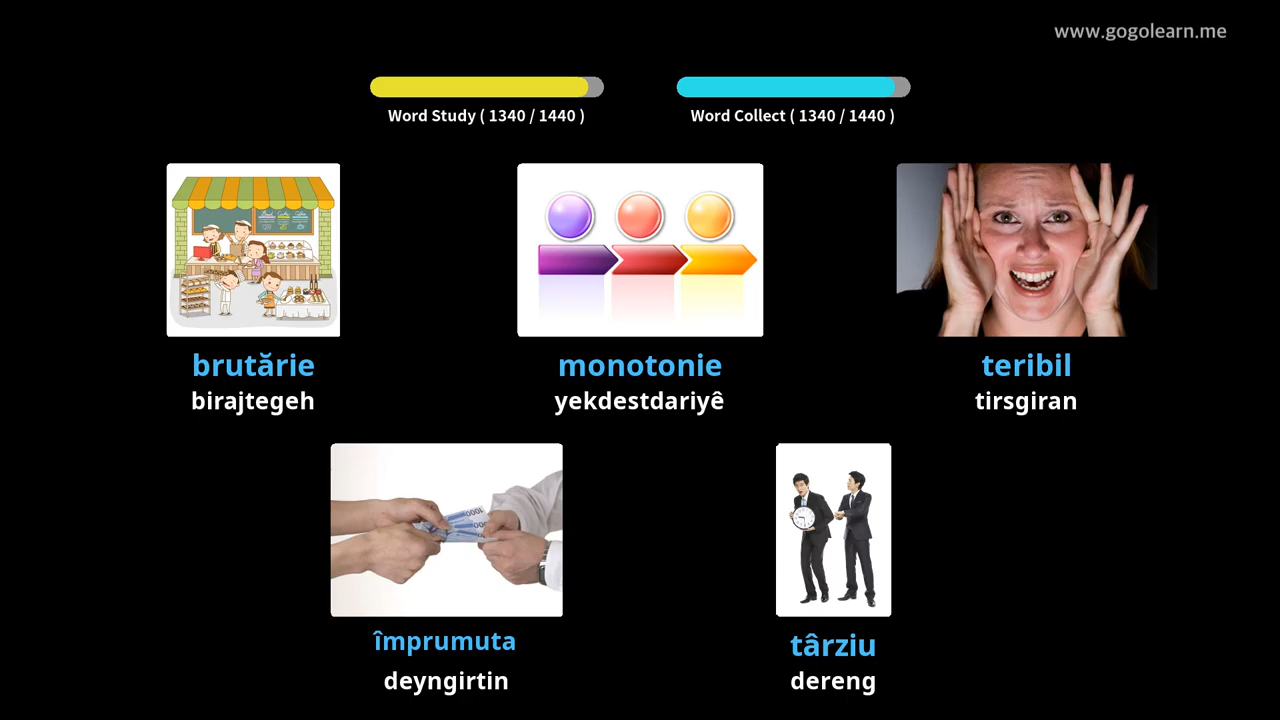 www.gogolearn.me
Word Study ( 1340 / 1440 )
Word Collect ( 1340 / 1440 )
brutărie
birajtegeh
monotonie
yekdestdariyê
teribil
tirsgiran
împrumuta
deyngirtin
târziu
dereng